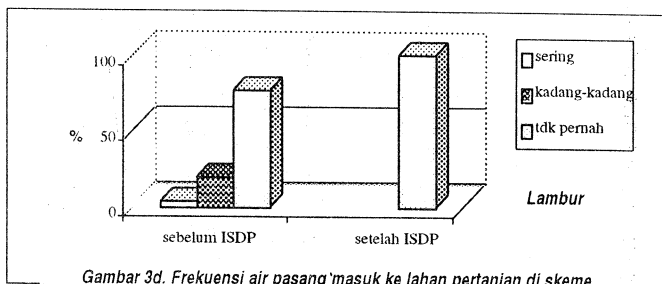 100
50
0
%
sebelum ISDP
setelah ISDP
sering
kadang-kadang
tdk pernah
Lambur
Gambar 3d. Frekuensi air pasang masuk ke lahan pertanian di skeme